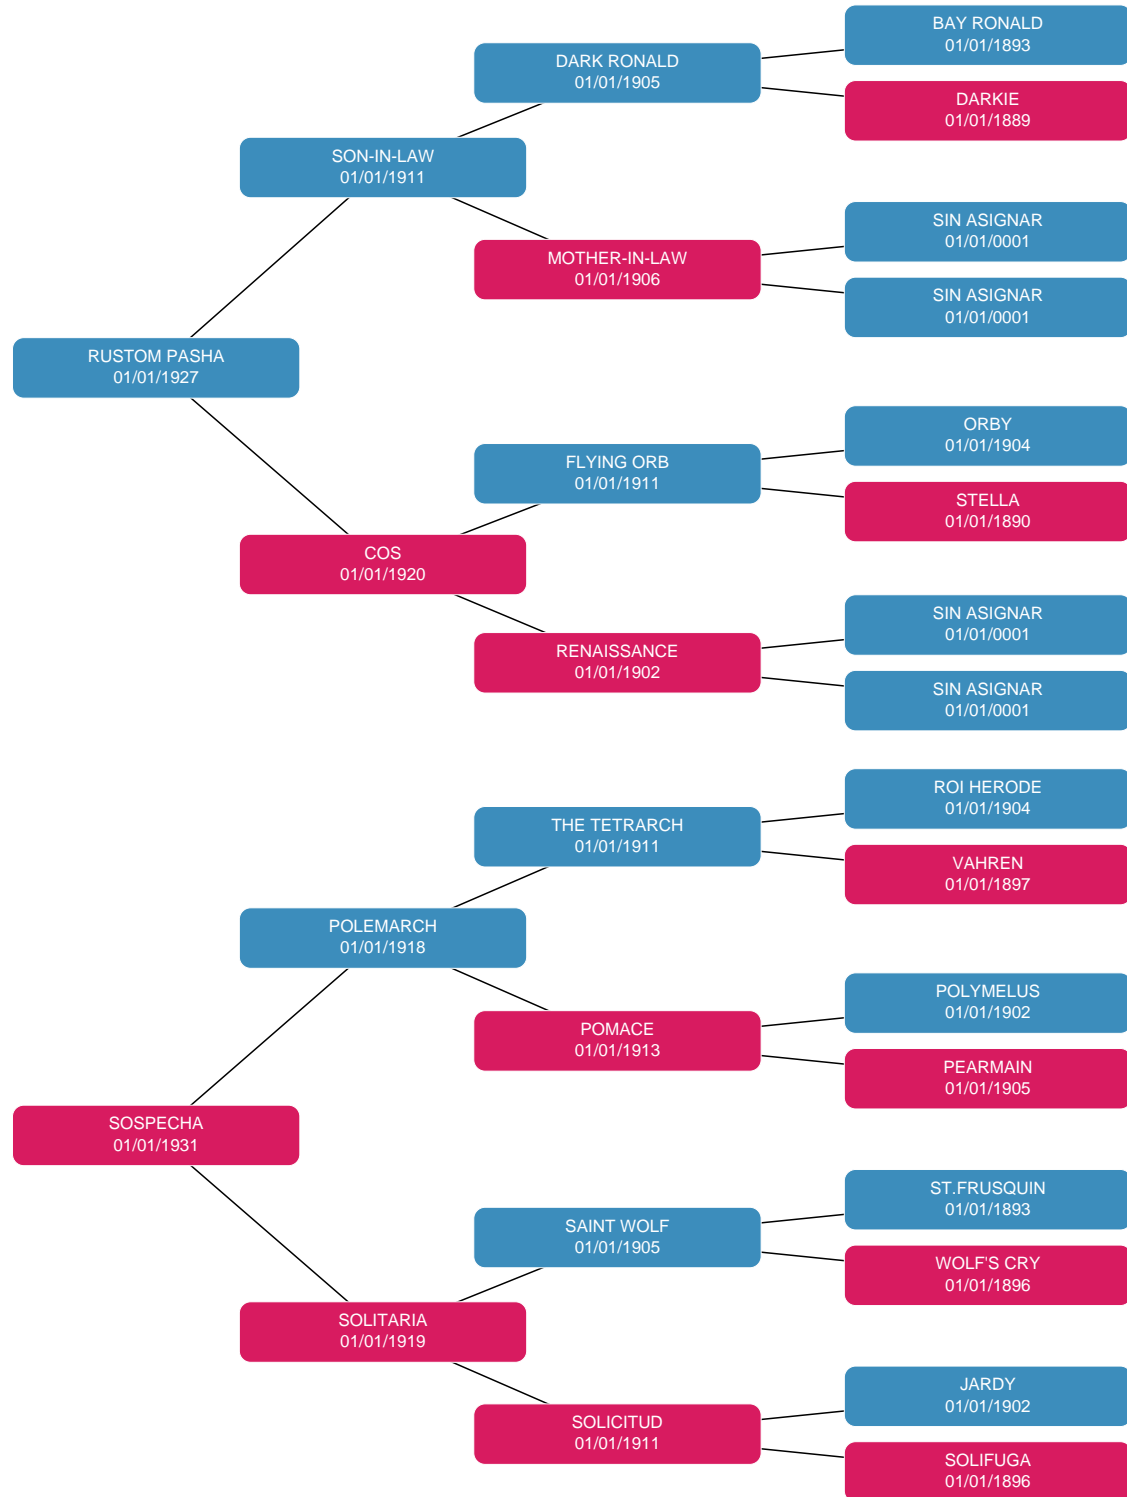 BAY RONALD
01/01/1893
DARK RONALD
01/01/1905
DARKIE
01/01/1889
SON-IN-LAW
01/01/1911
SIN ASIGNAR
01/01/0001
MOTHER-IN-LAW
01/01/1906
SIN ASIGNAR
01/01/0001
RUSTOM PASHA
01/01/1927
ORBY
01/01/1904
FLYING ORB
01/01/1911
STELLA
01/01/1890
COS
01/01/1920
SIN ASIGNAR
01/01/0001
RENAISSANCE
01/01/1902
SIN ASIGNAR
01/01/0001
ROI HERODE
01/01/1904
THE TETRARCH
01/01/1911
VAHREN
01/01/1897
POLEMARCH
01/01/1918
POLYMELUS
01/01/1902
POMACE
01/01/1913
PEARMAIN
01/01/1905
SOSPECHA
01/01/1931
ST.FRUSQUIN
01/01/1893
SAINT WOLF
01/01/1905
WOLF'S CRY
01/01/1896
SOLITARIA
01/01/1919
JARDY
01/01/1902
SOLICITUD
01/01/1911
SOLIFUGA
01/01/1896